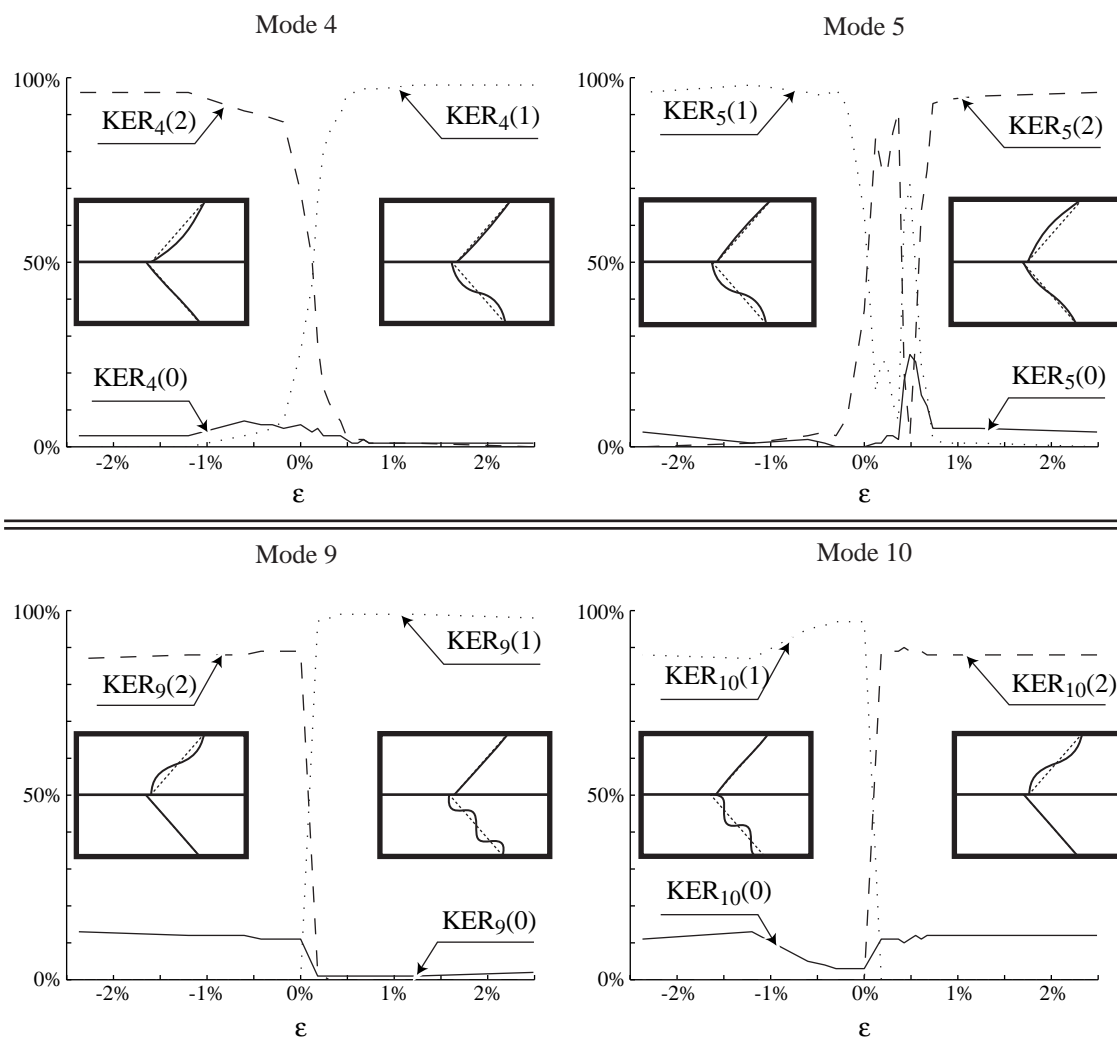 Mode 4
100%
KER4(2)
KER4(1)
50%
KER4(0)
0%
-2% -1% 0% 1% 2%
ε
Mode 5
100%
KER5(1)
KER5(2)
50%
KER5(0)
0%
-2% -1% 0% 1% 2%
ε
Mode 9
100%
KER9(1)
KER9(2)
50%
KER9(0)
0%
-2% -1% 0% 1% 2%
ε
Mode 10
100%
KER10(1)
KER10(2)
50%
KER10(0)
0%
-2% -1% 0% 1% 2%
ε